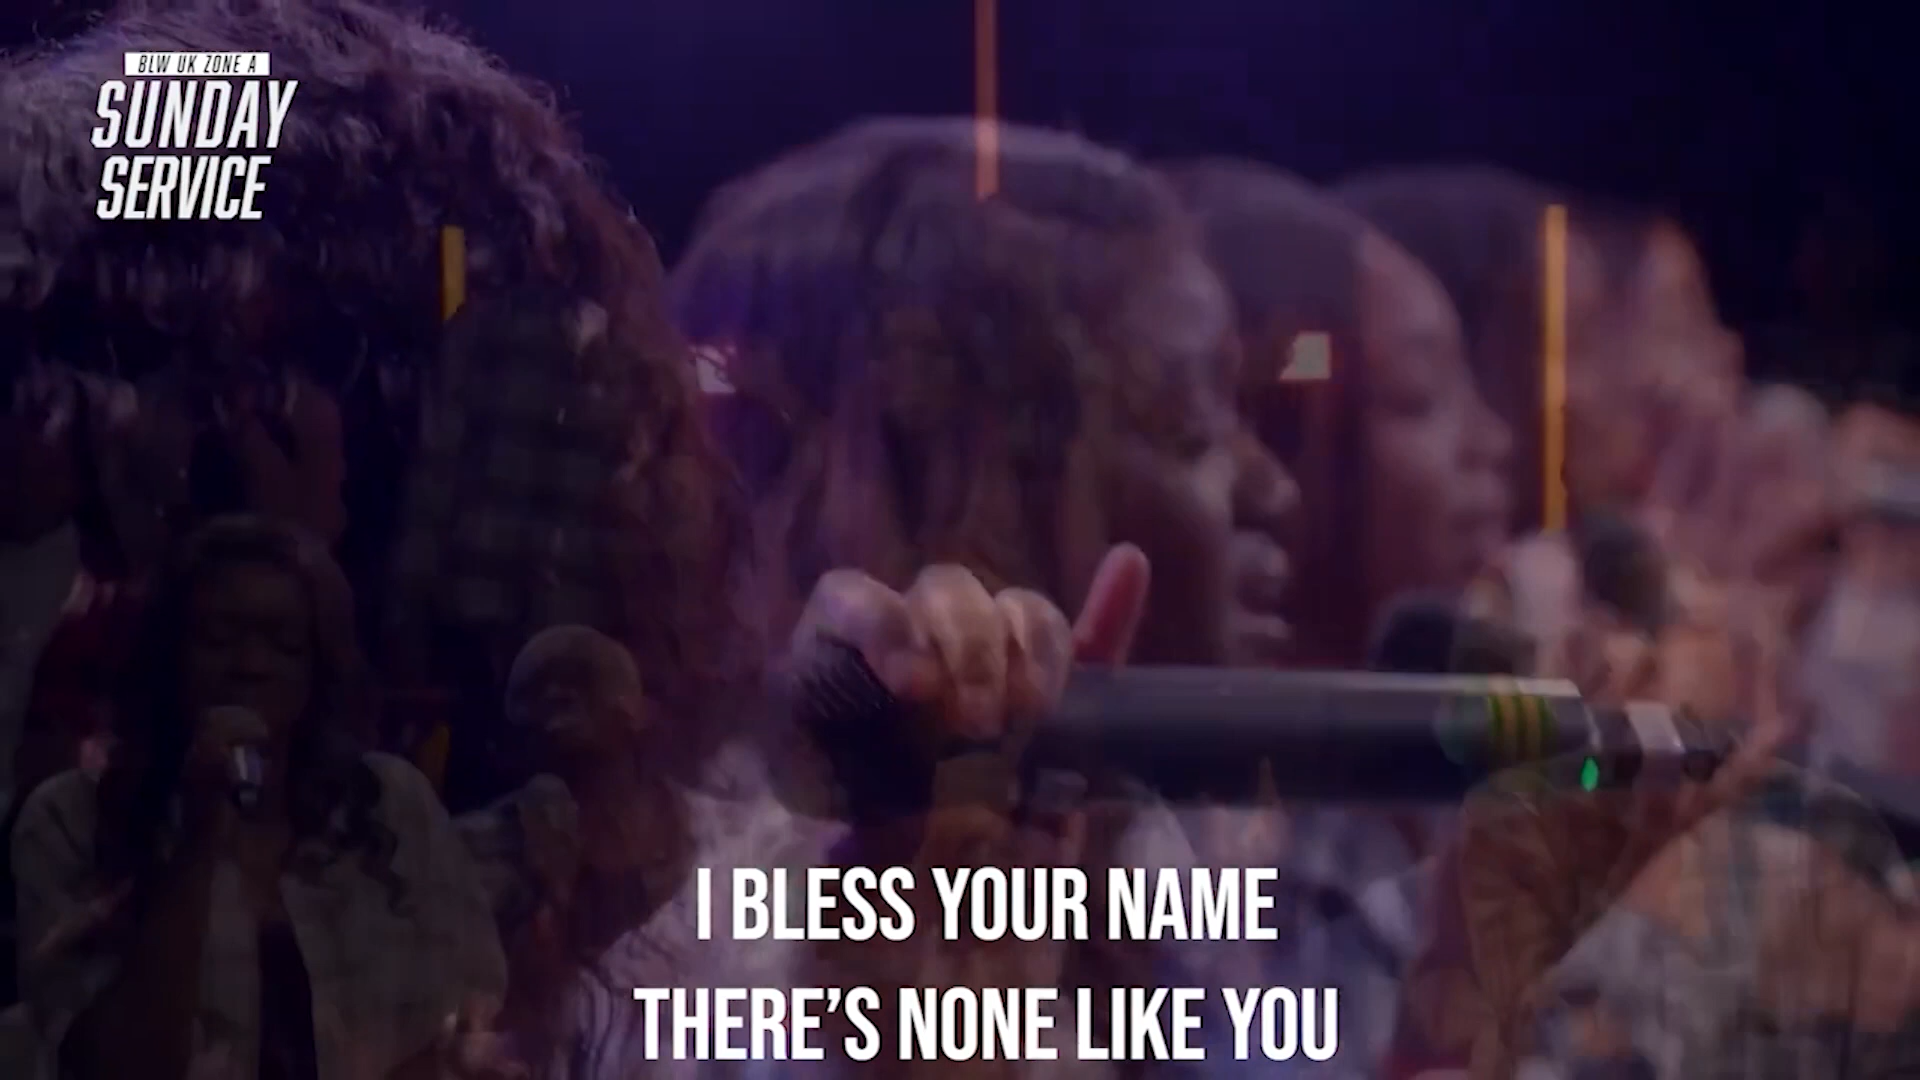 BLW UK ZONE A
SUNDAY
SERVICE
I BLESS YOUR NAME
THERE'S NONE LIKE YOU